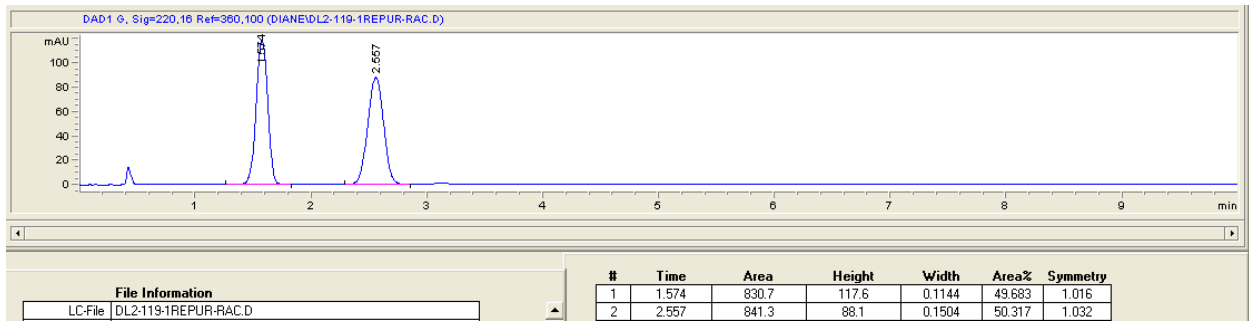 DAD1 G, Sig=220,16 Ref=360,100 (DIANE\DL2-119-1REPUR-RAC.D)
mAU
100
80
60
40
20
0
1.574
2.557
1 2 3 4 5 6 7 8 9 min
# Time Area Height Width Area% Symmetry
1 1.574 830.7 117.6 0.1144 49.683 1.016
2 2.557 841.3 88.1 0.1504 50.317 1.032
File Information
LC-File DL2-119-1REPUR-RAC.D